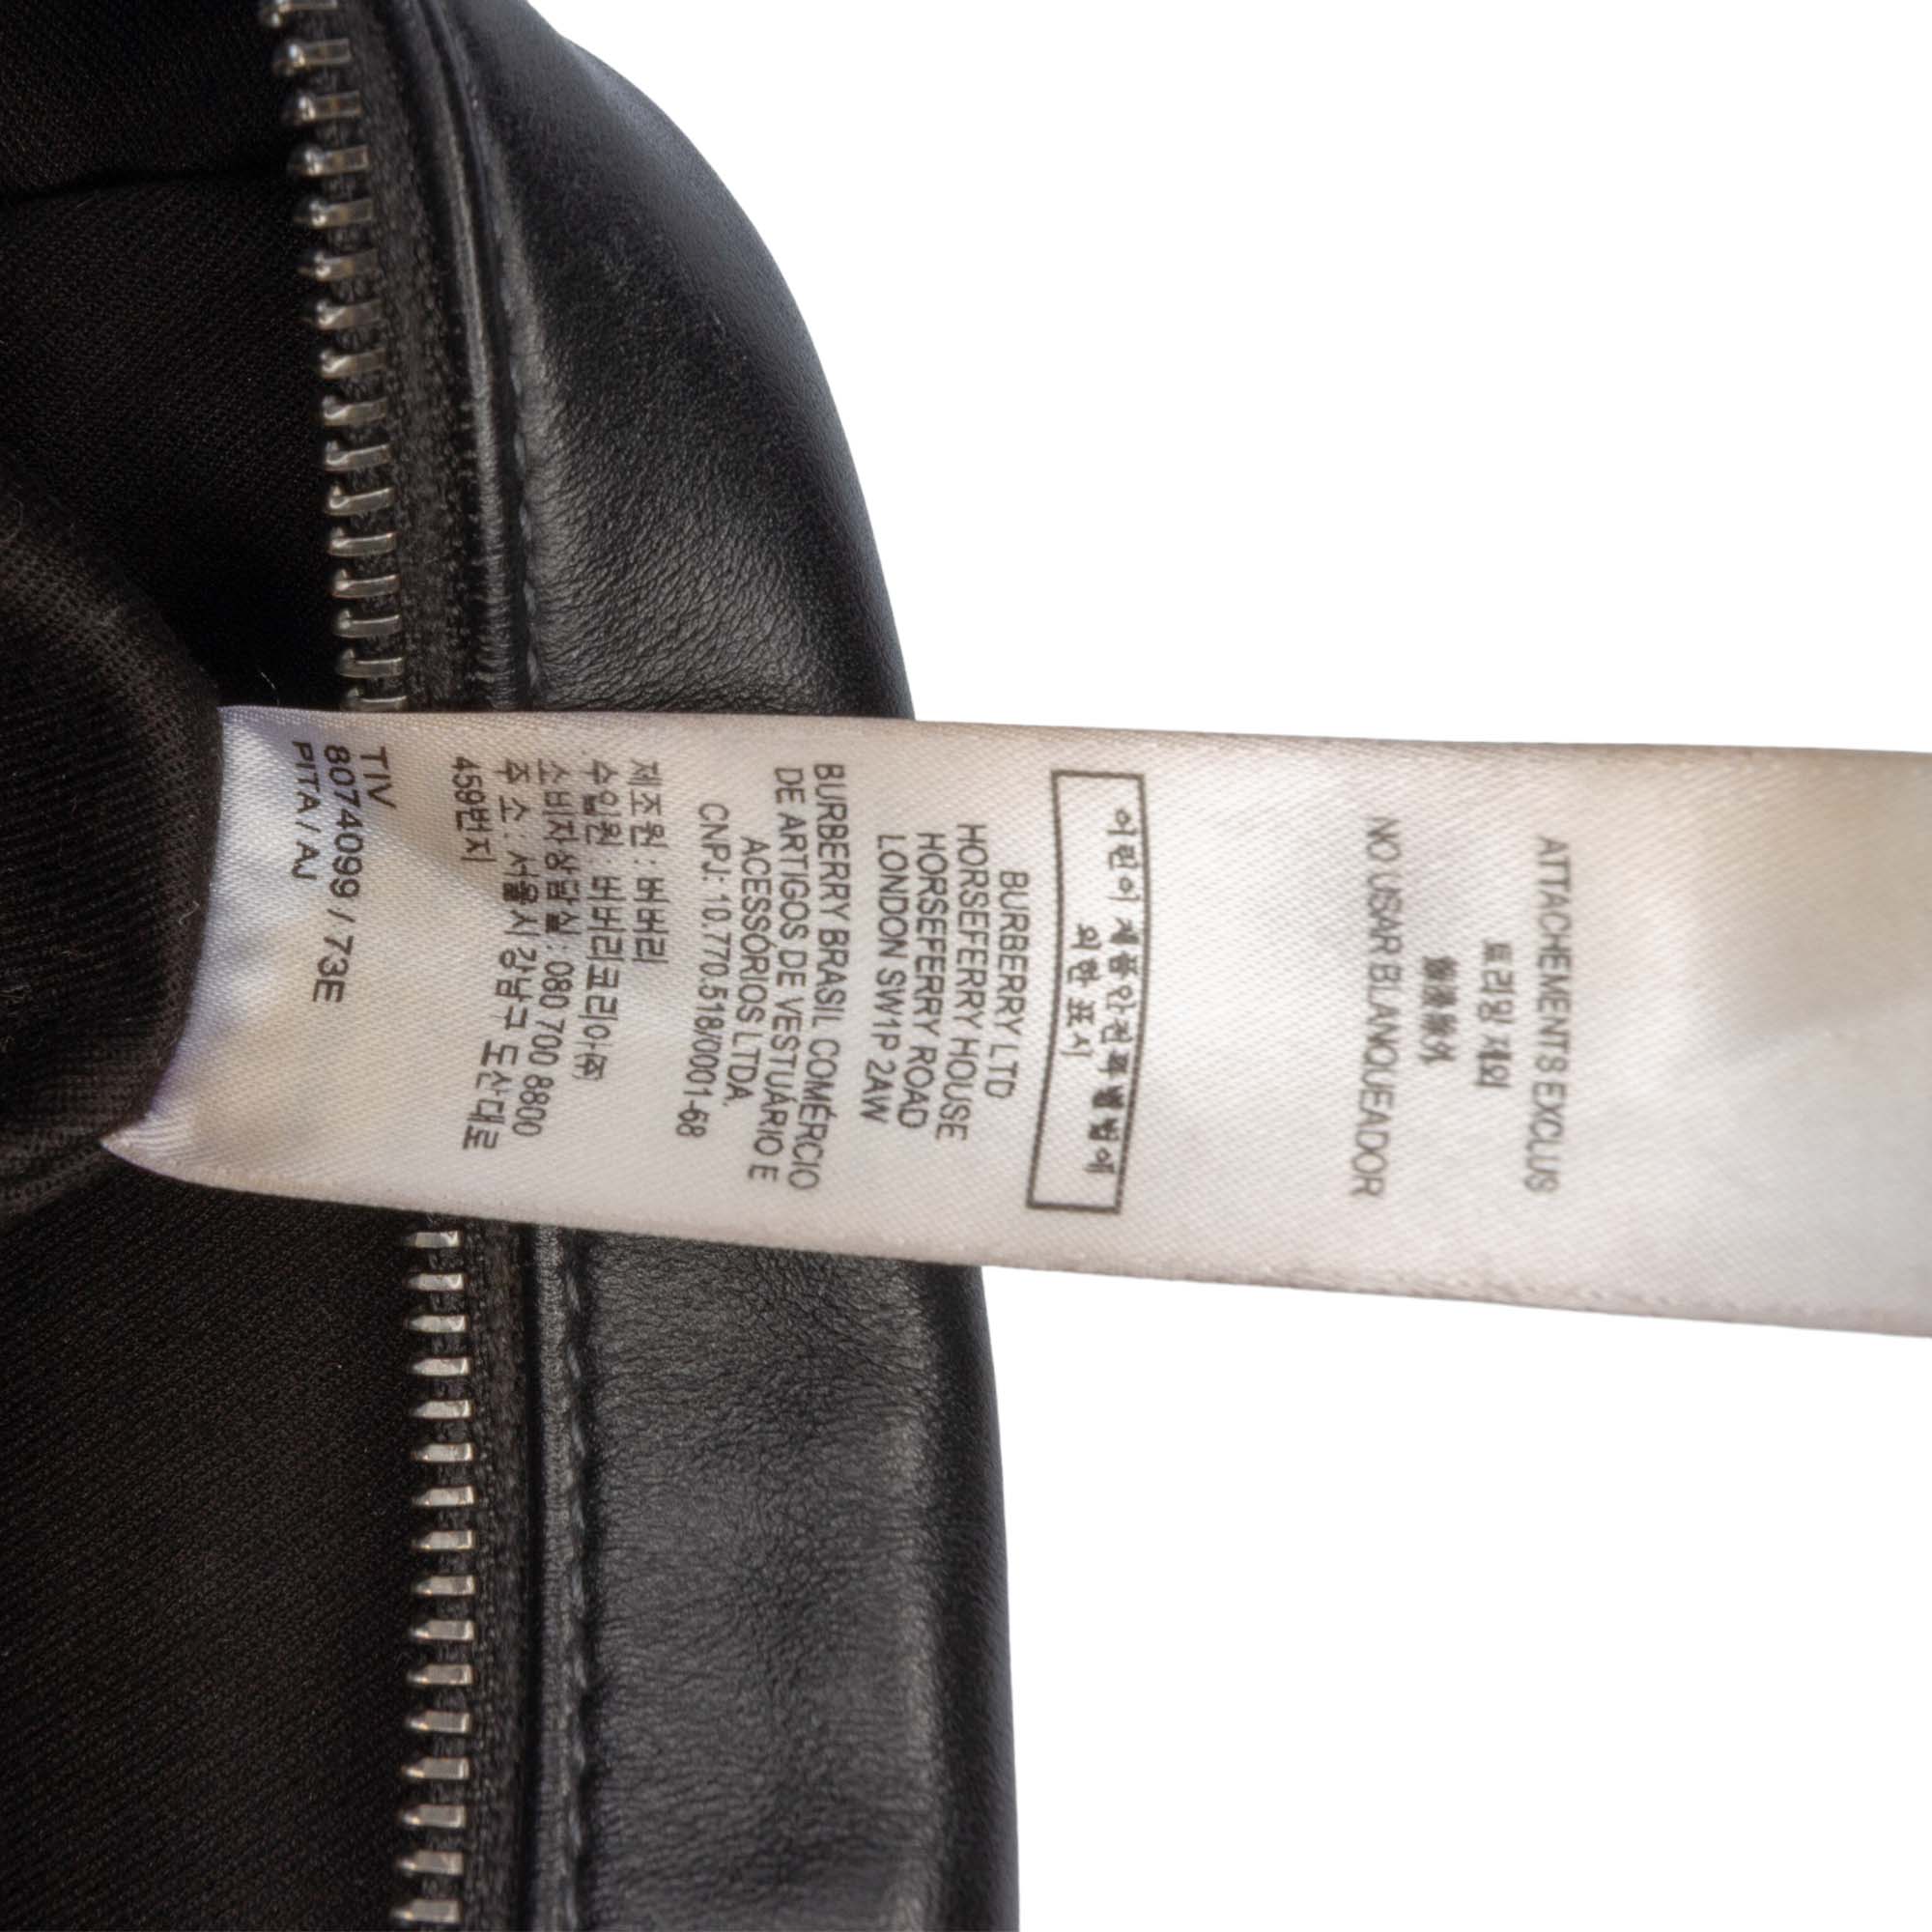 ATTACHEMENTS EXCLUS
트리밍 제외
NO USAR BLANQUEADOR
어린이제품안전특별법에
의한 표시
BURBERRY LTD
HORSEFERRY HOUSE
HORSEFERRY ROAD
LONDON SW1P 2AW
BURBERRY BRASIL COMÉRCIO
DE ARTIGOS DE VESTUÁRIO E
ACESSÓRIOS LTDA.
CNPJ: 10.770.518/0001-68
제조원 : 버버리
수입원 : 버버리코리아㈜
소비자상담실 : 080 700 8800
주 소 : 서울시 강남구 도산대로
459번지
TIV
8074099 / 73E
PITA / AJ